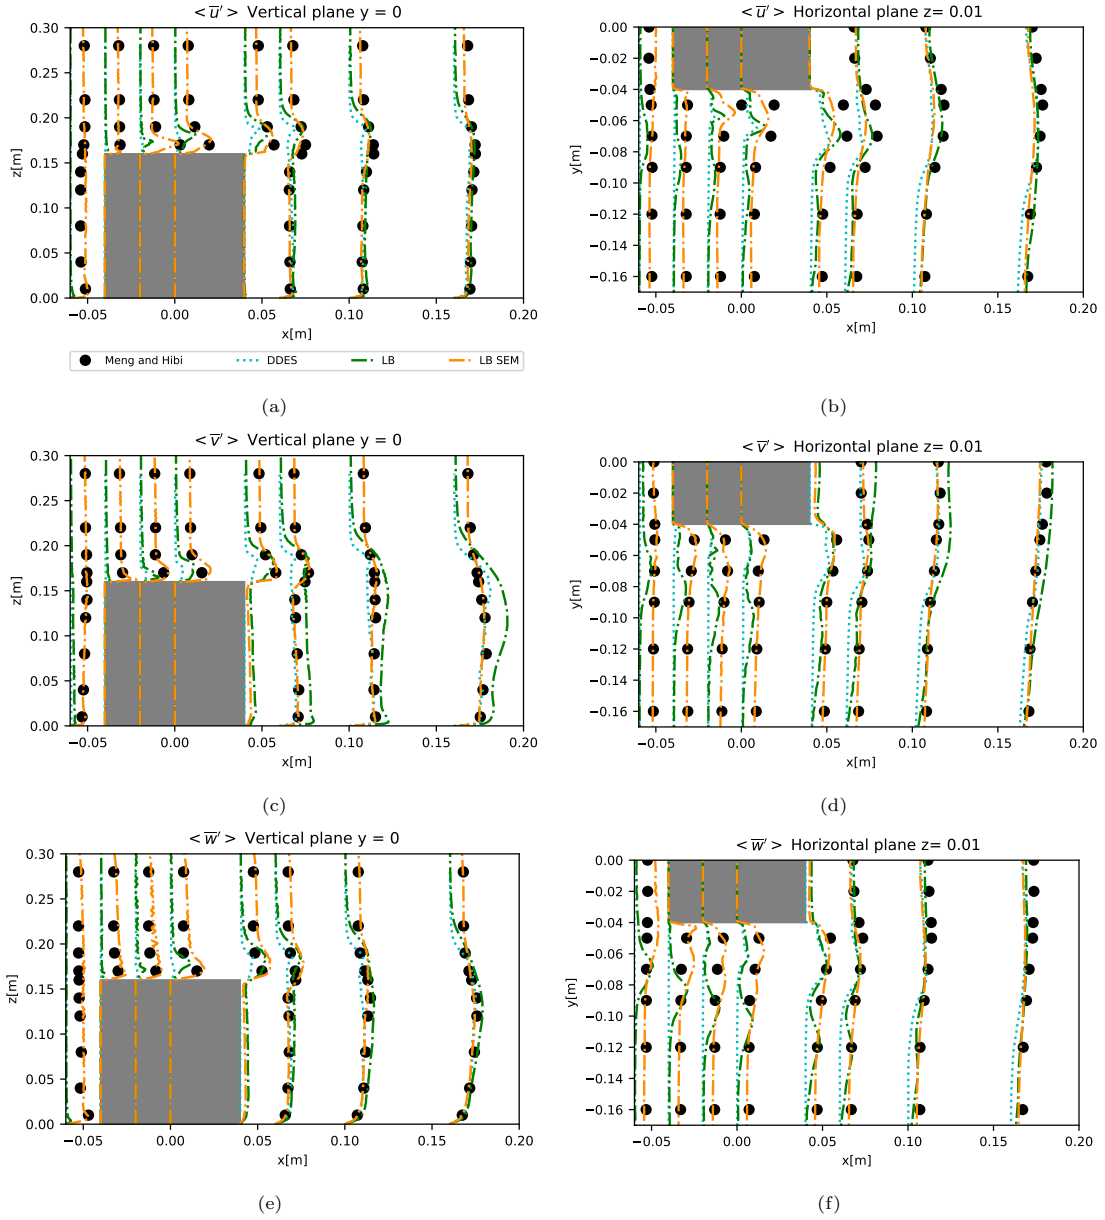 < u̅′ > Vertical plane y = 0
0.30
0.25
0.20
0.15
0.10
0.05
0.00
z[m]
−0.05 0.00 0.05 0.10 0.15 0.20
x[m]
Meng and Hibi DDES LB LB SEM
(a)
< u̅′ > Horizontal plane z= 0.01
0.00
−0.02
−0.04
−0.06
−0.08
−0.10
−0.12
−0.14
−0.16
y[m]
−0.05 0.00 0.05 0.10 0.15 0.20
x[m]
(b)
< v̅′ > Vertical plane y = 0
0.30
0.25
0.20
0.15
0.10
0.05
0.00
z[m]
−0.05 0.00 0.05 0.10 0.15 0.20
x[m]
(c)
< v̅′ > Horizontal plane z= 0.01
0.00
−0.02
−0.04
−0.06
−0.08
−0.10
−0.12
−0.14
−0.16
y[m]
−0.05 0.00 0.05 0.10 0.15 0.20
x[m]
(d)
< w̅′ > Vertical plane y = 0
0.30
0.25
0.20
0.15
0.10
0.05
0.00
z[m]
−0.05 0.00 0.05 0.10 0.15 0.20
x[m]
(e)
< w̅′ > Horizontal plane z= 0.01
0.00
−0.02
−0.04
−0.06
−0.08
−0.10
−0.12
−0.14
−0.16
y[m]
−0.05 0.00 0.05 0.10 0.15 0.20
x[m]
(f)